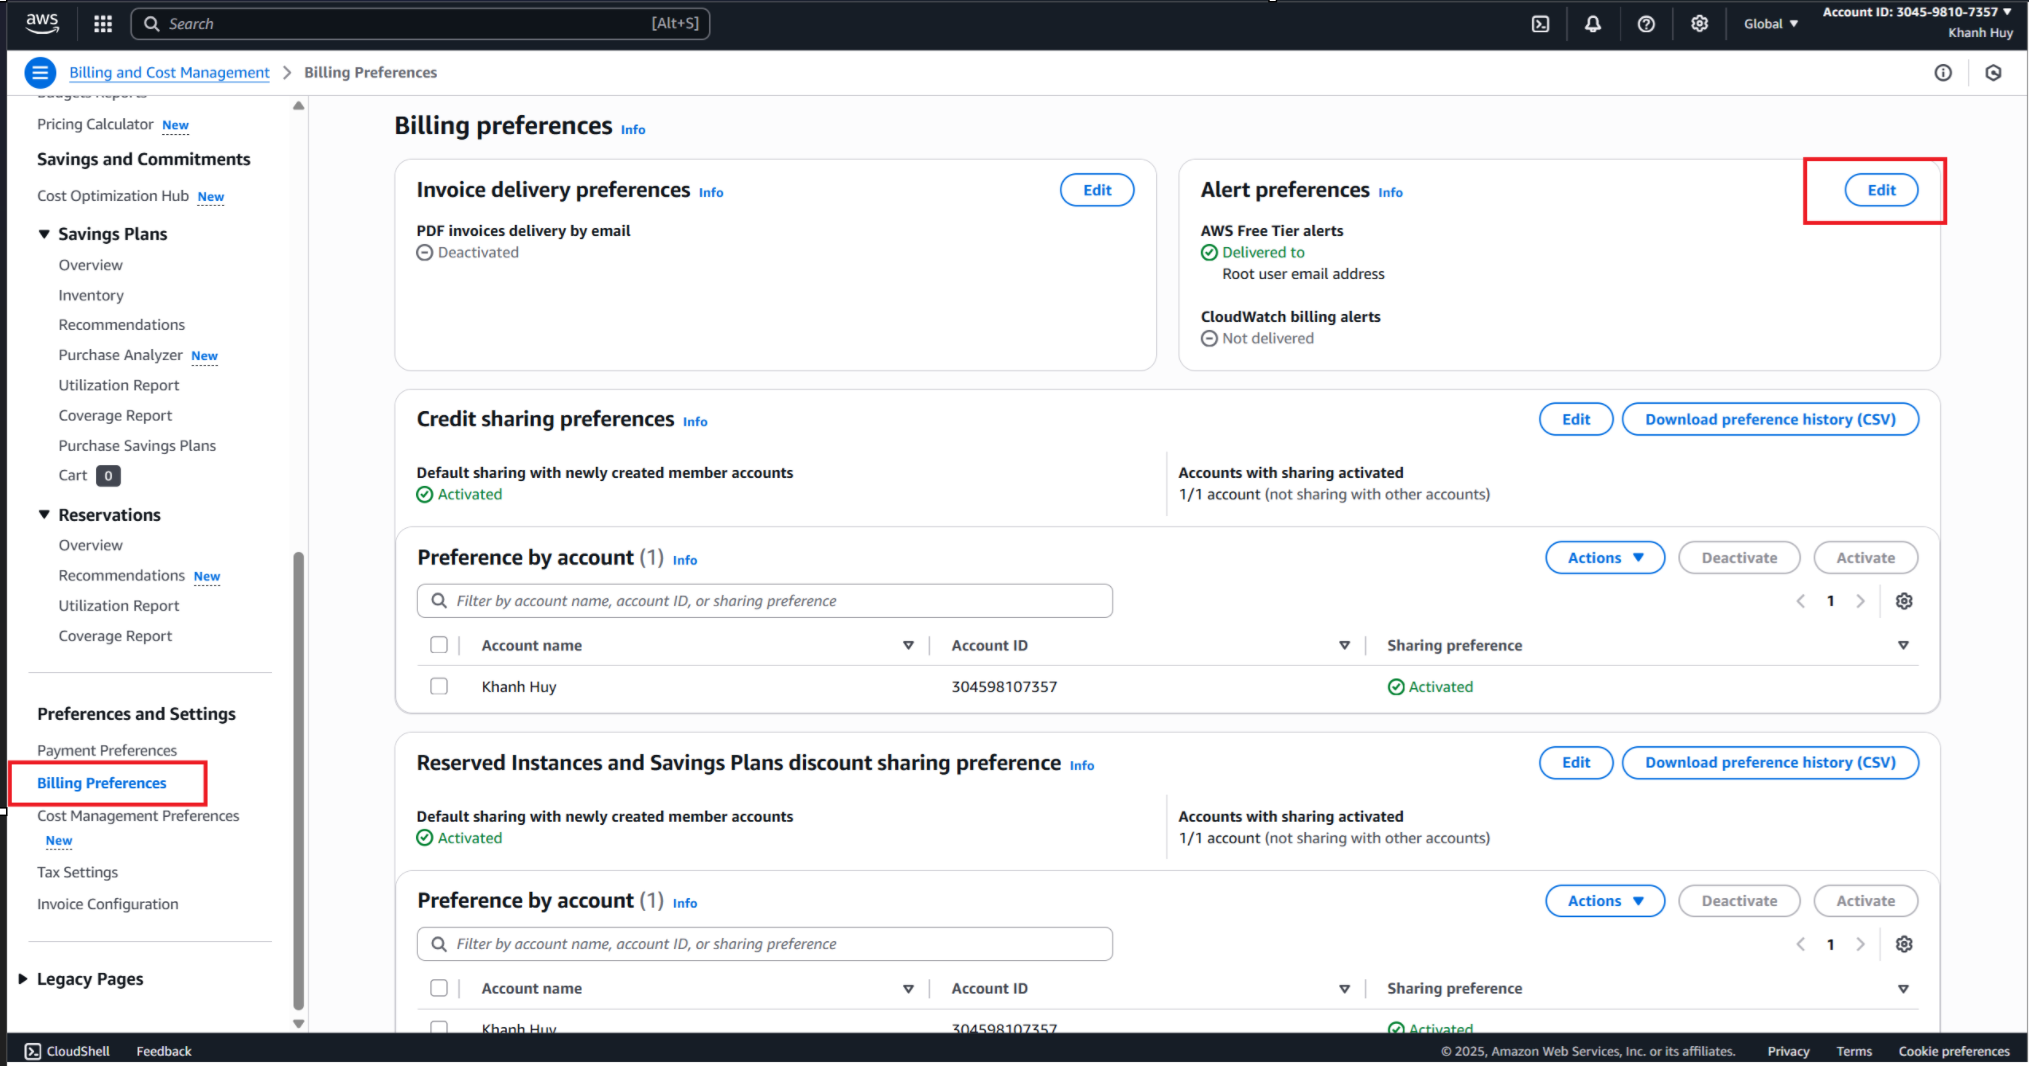 aws
Search
[Alt+S]
Global ▼
Account ID: 3045-9810-7357 ▼
Khanh Huy
Billing and Cost Management > Billing Preferences
Budgets Reports
Pricing Calculator New
Savings and Commitments
Cost Optimization Hub New
▼ Savings Plans
Overview
Inventory
Recommendations
Purchase Analyzer New
Utilization Report
Coverage Report
Purchase Savings Plans
Cart 0
▼ Reservations
Overview
Recommendations New
Utilization Report
Coverage Report
Preferences and Settings
Payment Preferences
Billing Preferences
Cost Management Preferences
New
Tax Settings
Invoice Configuration
▶ Legacy Pages
Billing preferences Info
Invoice delivery preferences Info
Edit
PDF invoices delivery by email
Deactivated
Alert preferences Info
Edit
AWS Free Tier alerts
Delivered to
Root user email address
CloudWatch billing alerts
Not delivered
Credit sharing preferences Info
Edit
Download preference history (CSV)
Default sharing with newly created member accounts
Activated
Accounts with sharing activated
1/1 account (not sharing with other accounts)
Preference by account (1) Info
Actions ▼
Deactivate
Activate
Filter by account name, account ID, or sharing preference
< 1 >
Account name
Account ID
Sharing preference
Khanh Huy
304598107357
Activated
Reserved Instances and Savings Plans discount sharing preference Info
Edit
Download preference history (CSV)
Default sharing with newly created member accounts
Activated
Accounts with sharing activated
1/1 account (not sharing with other accounts)
Preference by account (1) Info
Actions ▼
Deactivate
Activate
Filter by account name, account ID, or sharing preference
< 1 >
Account name
Account ID
Sharing preference
Khanh Huy
304598107357
Activated
CloudShell
Feedback
© 2025, Amazon Web Services, Inc. or its affiliates.
Privacy
Terms
Cookie preferences